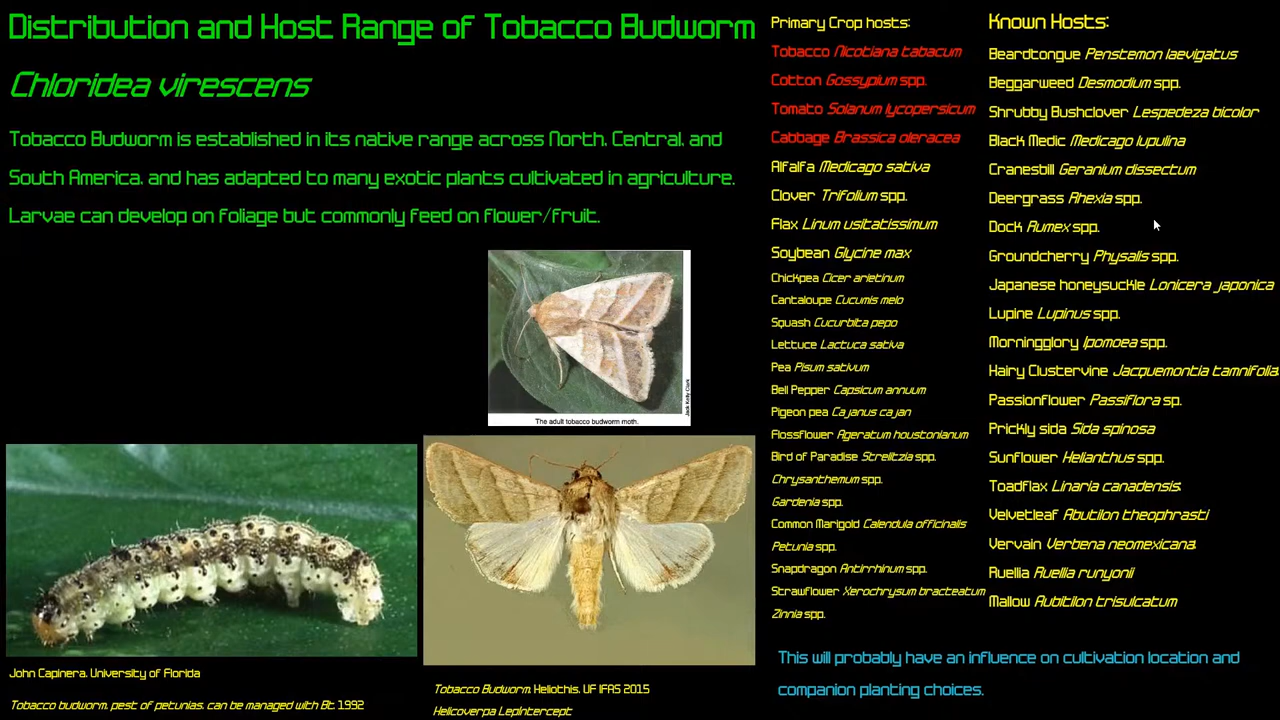 Distribution and Host Range of Tobacco Budworm
Chloridea virescens
Tobacco Budworm is established in its native range across North, Central, and
South America, and has adapted to many exotic plants cultivated in agriculture.
Larvae can develop on foliage but commonly feed on flower/fruit.
Jack Kelly Clark
The adult tobacco budworm moth.
John Capinera, University of Florida
Tobacco budworm, pest of petunias, can be managed with Bt. 1992
Tobacco Budworm, Heliothis, UF IFAS 2015
Helicoverpa LepIntercept
Primary Crop hosts:
Tobacco Nicotiana tabacum
Cotton Gossypium spp.
Tomato Solanum lycopersicum
Cabbage Brassica oleracea
Alfalfa Medicago sativa
Clover Trifolium spp.
Flax Linum usitatissimum
Soybean Glycine max
Chickpea Cicer arietinum
Cantaloupe Cucumis melo
Squash Cucurbita pepo
Lettuce Lactuca sativa
Pea Pisum sativum
Bell Pepper Capsicum annuum
Pigeon pea Cajanus cajan
Flossflower Ageratum houstonianum
Bird of Paradise Strelitzia spp.
Chrysanthemum spp.
Gardenia spp.
Common Marigold Calendula officinalis
Petunia spp.
Snapdragon Antirrhinum spp.
Strawflower Xerochrysum bracteatum
Zinnia spp.
Known Hosts:
Beardtongue Penstemon laevigatus
Beggarweed Desmodium spp.
Shrubby Bushclover Lespedeza bicolor
Black Medic Medicago lupulina
Cranesbill Geranium dissectum
Deergrass Rhexia spp.
Dock Rumex spp.
Groundcherry Physalis spp.
Japanese honeysuckle Lonicera japonica
Lupine Lupinus spp.
Morningglory Ipomoea spp.
Hairy Clustervine Jacquemontia tamnifolia.
Passionflower Passiflora sp.
Prickly sida Sida spinosa
Sunflower Helianthus spp.
Toadflax Linaria canadensis.
Velvetleaf Abutilon theophrasti
Vervain Verbena neomexicana.
Ruellia Ruellia runyonii
Mallow Aubitilon trisulcatum
This will probably have an influence on cultivation location and
companion planting choices.